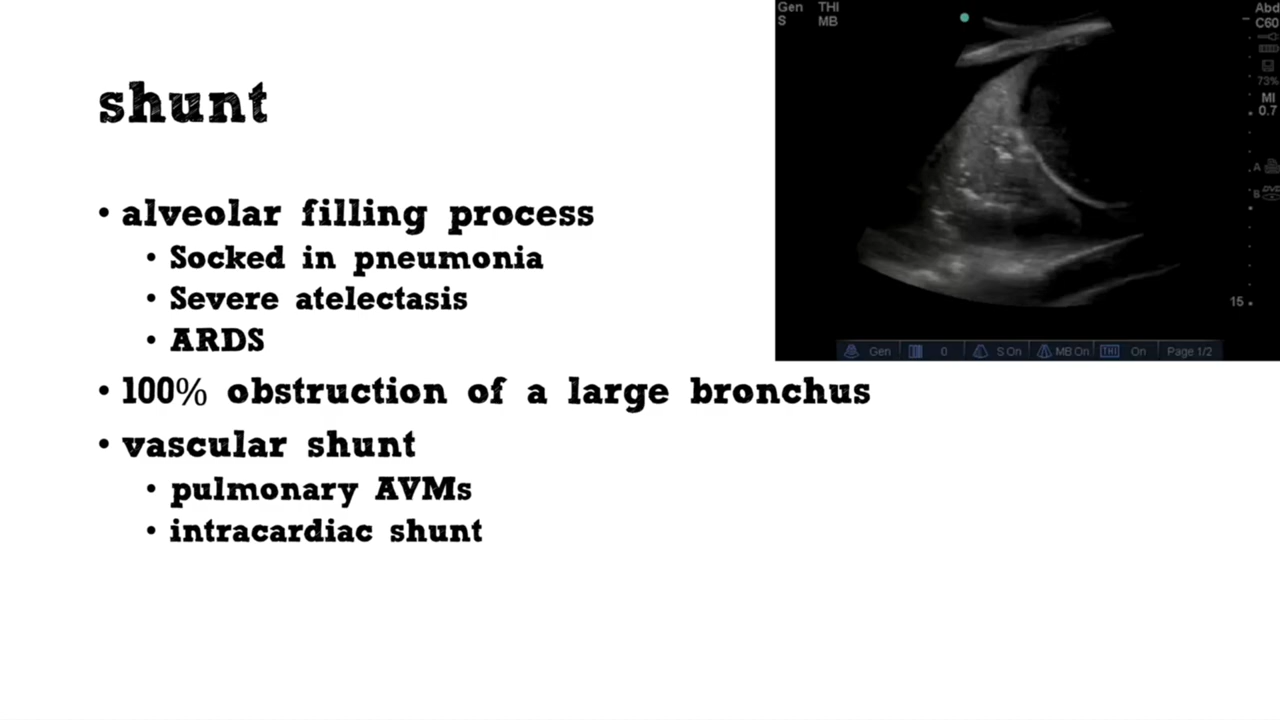 shunt
• alveolar filling process
• Socked in pneumonia
• Severe atelectasis
• ARDS
• 100% obstruction of a large bronchus
• vascular shunt
• pulmonary AVMs
• intracardiac shunt
Gen THI
S MB
Abd
C60
73%
MI
0.7
A
B
15
Gen 0 S On MB On THI On Page 1/2